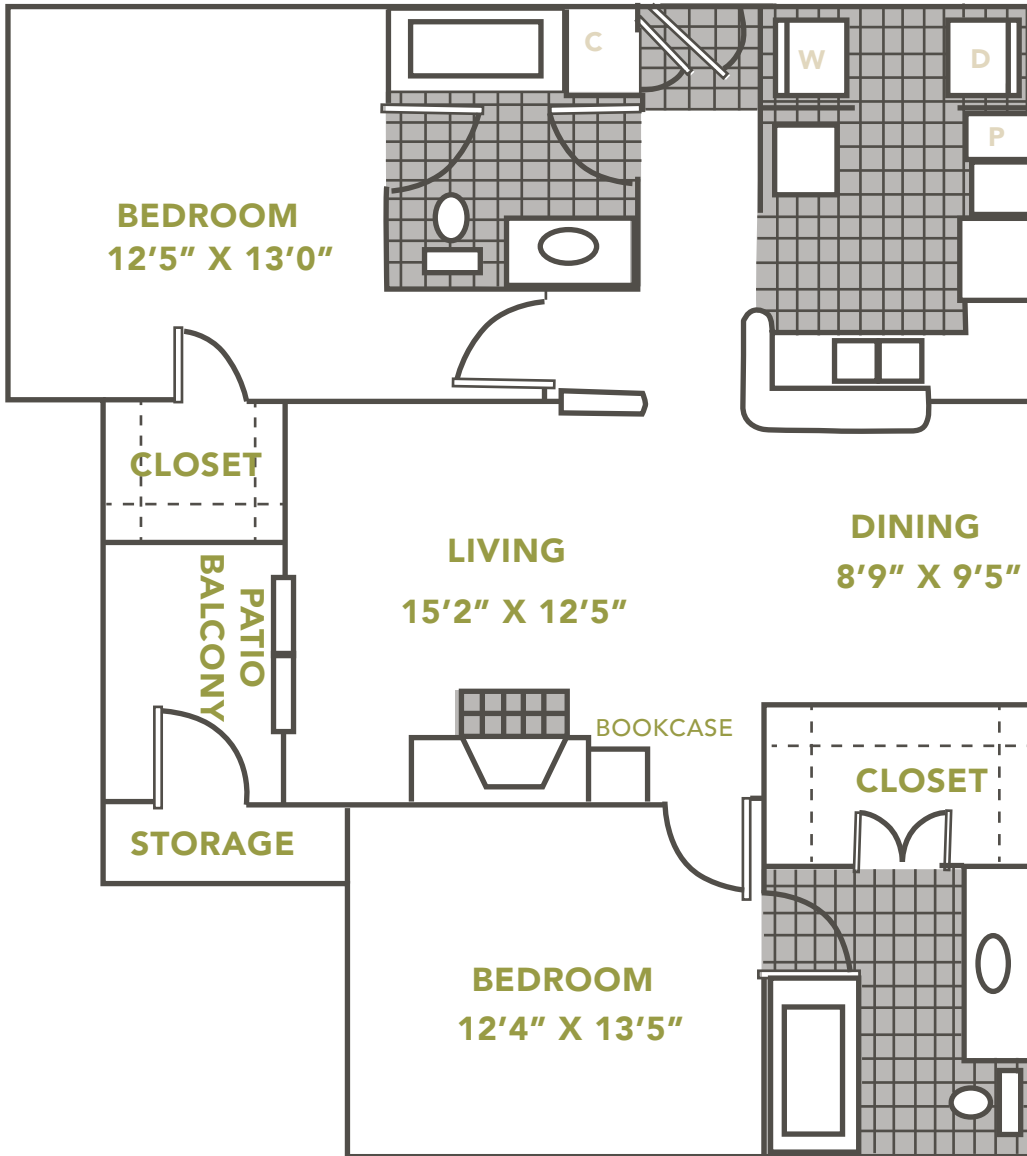 C
W
D
P
BEDROOM
12’5” X 13’0”
CLOSET
LIVING
15’2” X 12’5”
DINING
8’9” X 9’5”
PATIO
BALCONY
BOOKCASE
CLOSET
STORAGE
BEDROOM
12’4” X 13’5”